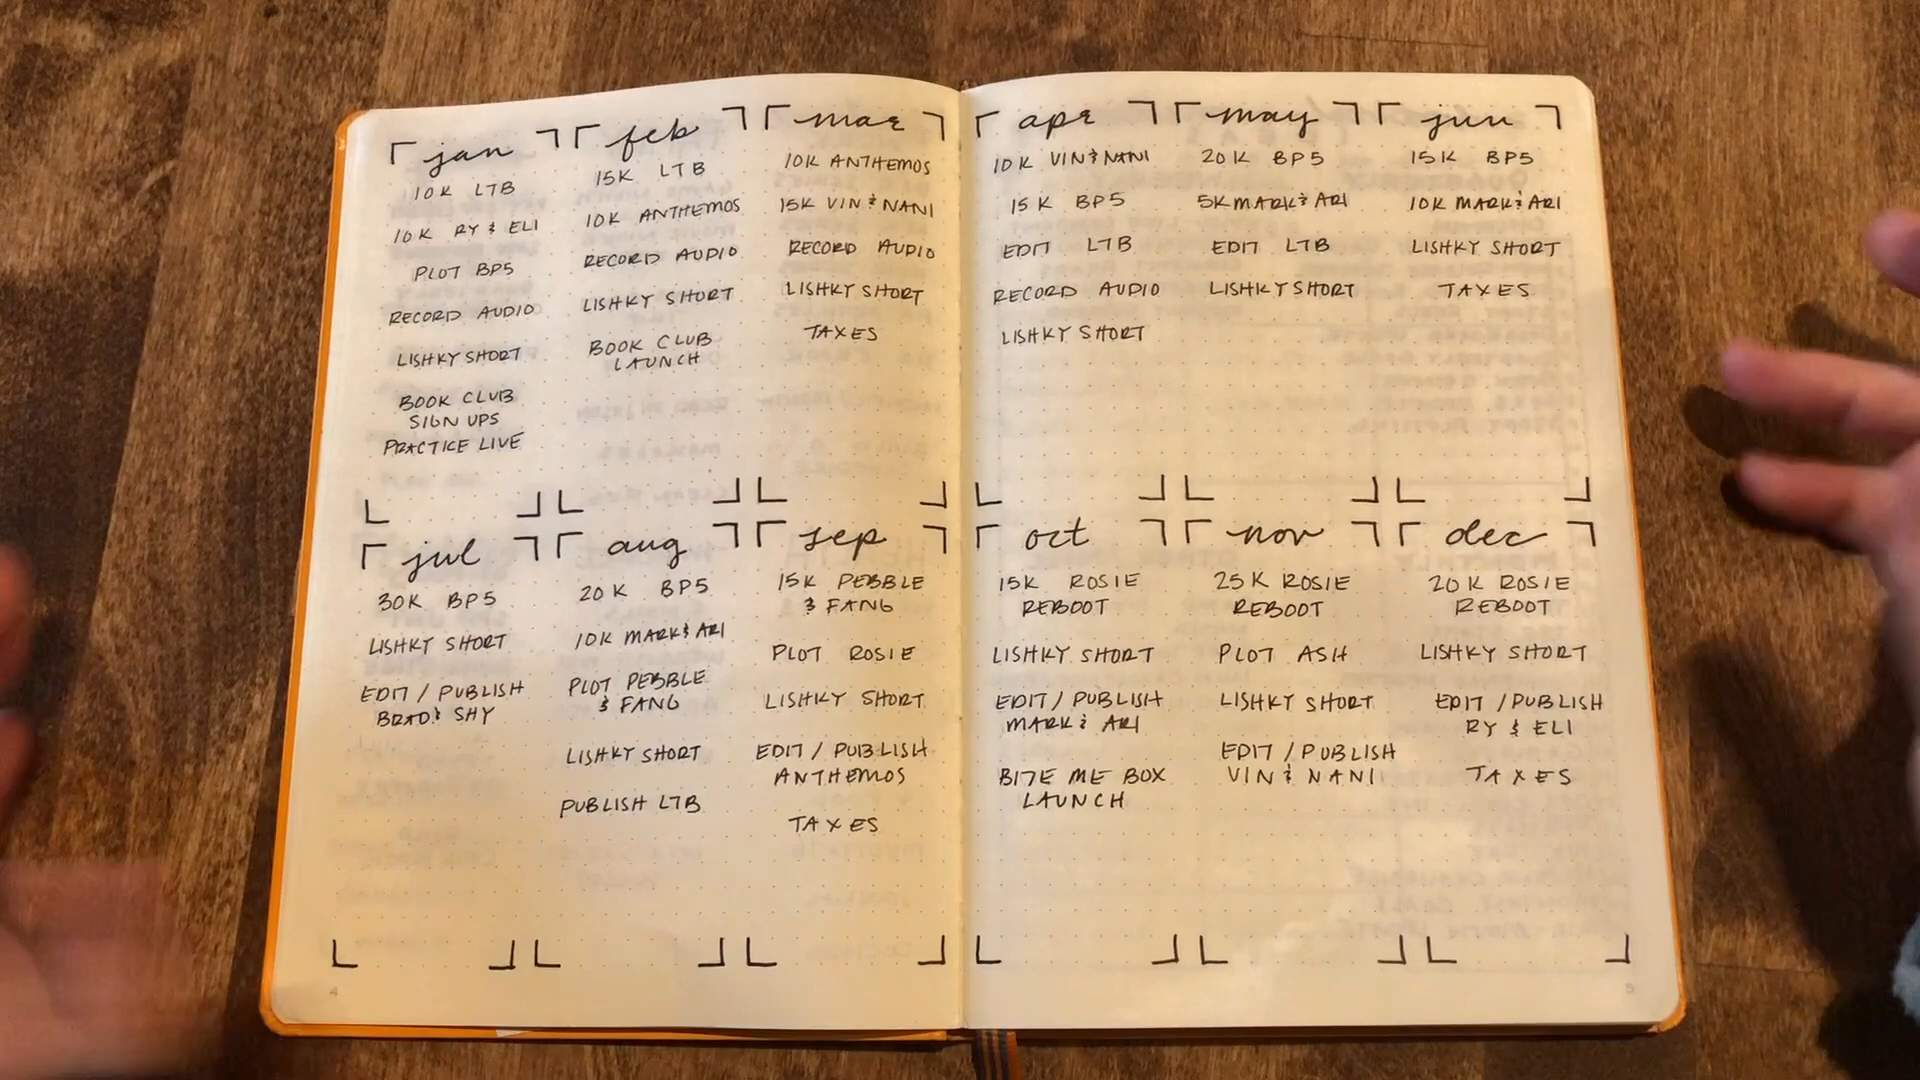 jan
10K LTB
10K RY & ELI
PLOT BP5
RECORD AUDIO
LISHKY SHORT
BOOK CLUB
SIGN UPS
PRACTICE LIVE
feb
15K LTB
10K ANTHEMOS
RECORD AUDIO
LISHKY SHORT
BOOK CLUB
LAUNCH
mar
10K ANTHEMOS
15K VIN & NANI
RECORD AUDIO
LISHKY SHORT
TAXES
apr
10K VIN & NANI
15K BP5
EDIT LTB
RECORD AUDIO
LISHKY SHORT
may
20K BP5
5K MARK & ARI
EDIT LTB
LISHKY SHORT
jun
15K BP5
10K MARK & ARI
LISHKY SHORT
TAXES
jul
30K BP5
LISHKY SHORT
EDIT / PUBLISH
BRAD & SHY
aug
20K BP5
10K MARK & ARI
PLOT PEBBLE
& FANG
LISHKY SHORT
PUBLISH LTB
sep
15K PEBBLE
& FANG
PLOT ROSIE
LISHKY SHORT
EDIT / PUBLISH
ANTHEMOS
TAXES
oct
15K ROSIE
REBOOT
LISHKY SHORT
EDIT / PUBLISH
MARK & ARI
BITE ME BOX
LAUNCH
nov
25K ROSIE
REBOOT
PLOT ASH
LISHKY SHORT
EDIT / PUBLISH
VIN & NANI
dec
20K ROSIE
REBOOT
LISHKY SHORT
EDIT / PUBLISH
RY & ELI
TAXES
4
5